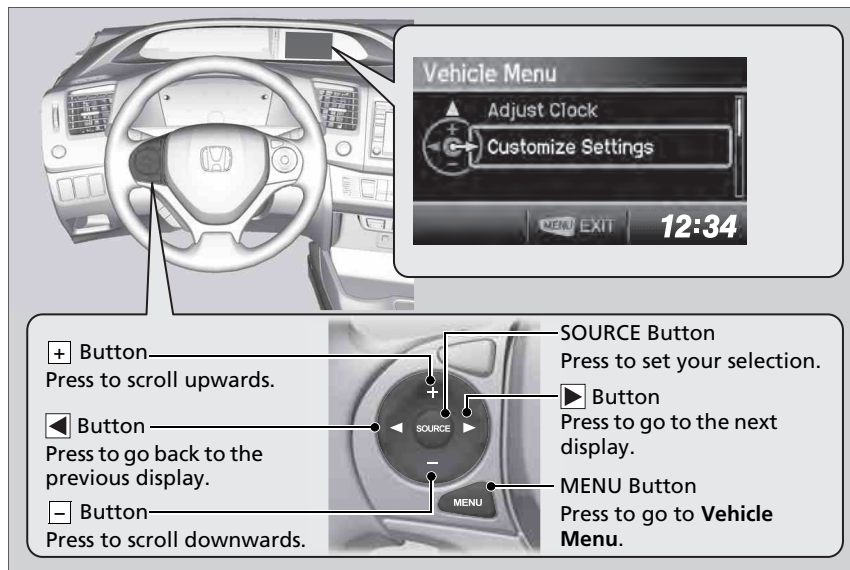 Vehicle Menu
Adjust Clock
+
Customize Settings
–
MENU EXIT
12:34
+ Button
Press to scroll upwards.
◀ Button
Press to go back to the
previous display.
– Button
Press to scroll downwards.
+
◀ SOURCE ▶
–
MENU
SOURCE Button
Press to set your selection.
▶ Button
Press to go to the next
display.
MENU Button
Press to go to Vehicle
Menu.